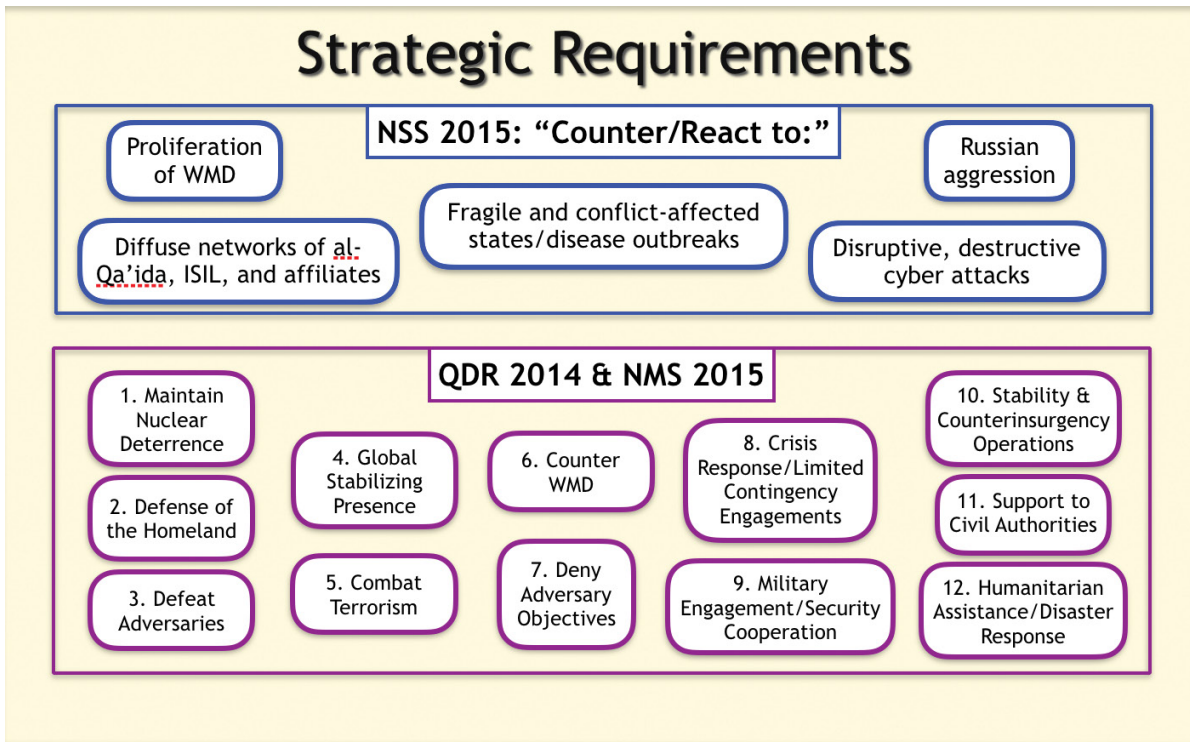 Strategic Requirements
NSS 2015: “Counter/React to:”
Proliferation
of WMD
Diffuse networks of al-
Qa’ida, ISIL, and affiliates
Fragile and conflict-affected
states/disease outbreaks
Russian
aggression
Disruptive, destructive
cyber attacks
QDR 2014 & NMS 2015
1. Maintain
Nuclear
Deterrence
2. Defense of
the Homeland
3. Defeat
Adversaries
4. Global
Stabilizing
Presence
5. Combat
Terrorism
6. Counter
WMD
7. Deny
Adversary
Objectives
8. Crisis
Response/Limited
Contingency
Engagements
9. Military
Engagement/Security
Cooperation
10. Stability &
Counterinsurgency
Operations
11. Support to
Civil Authorities
12. Humanitarian
Assistance/Disaster
Response